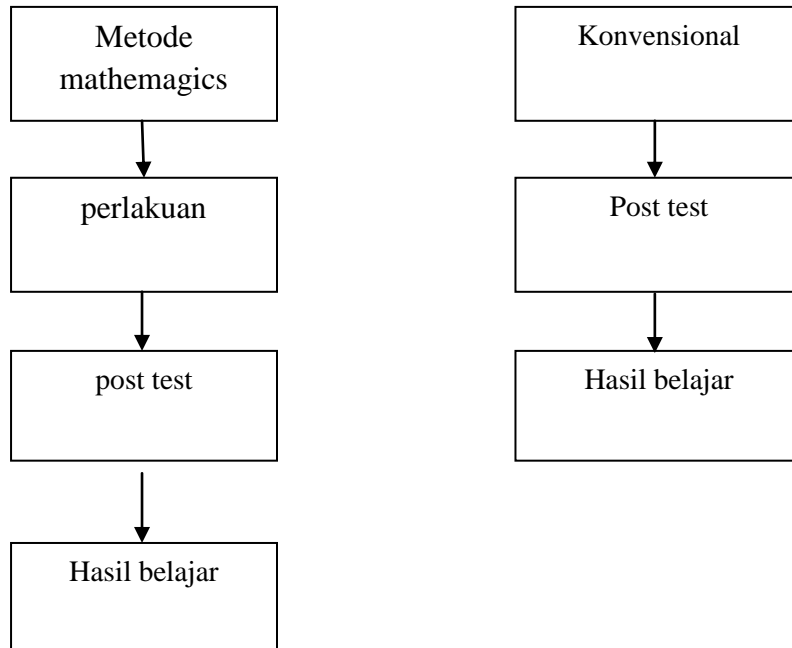 Metode
mathemagics
perlakuan
post test
Hasil belajar
Konvensional
Post test
Hasil belajar